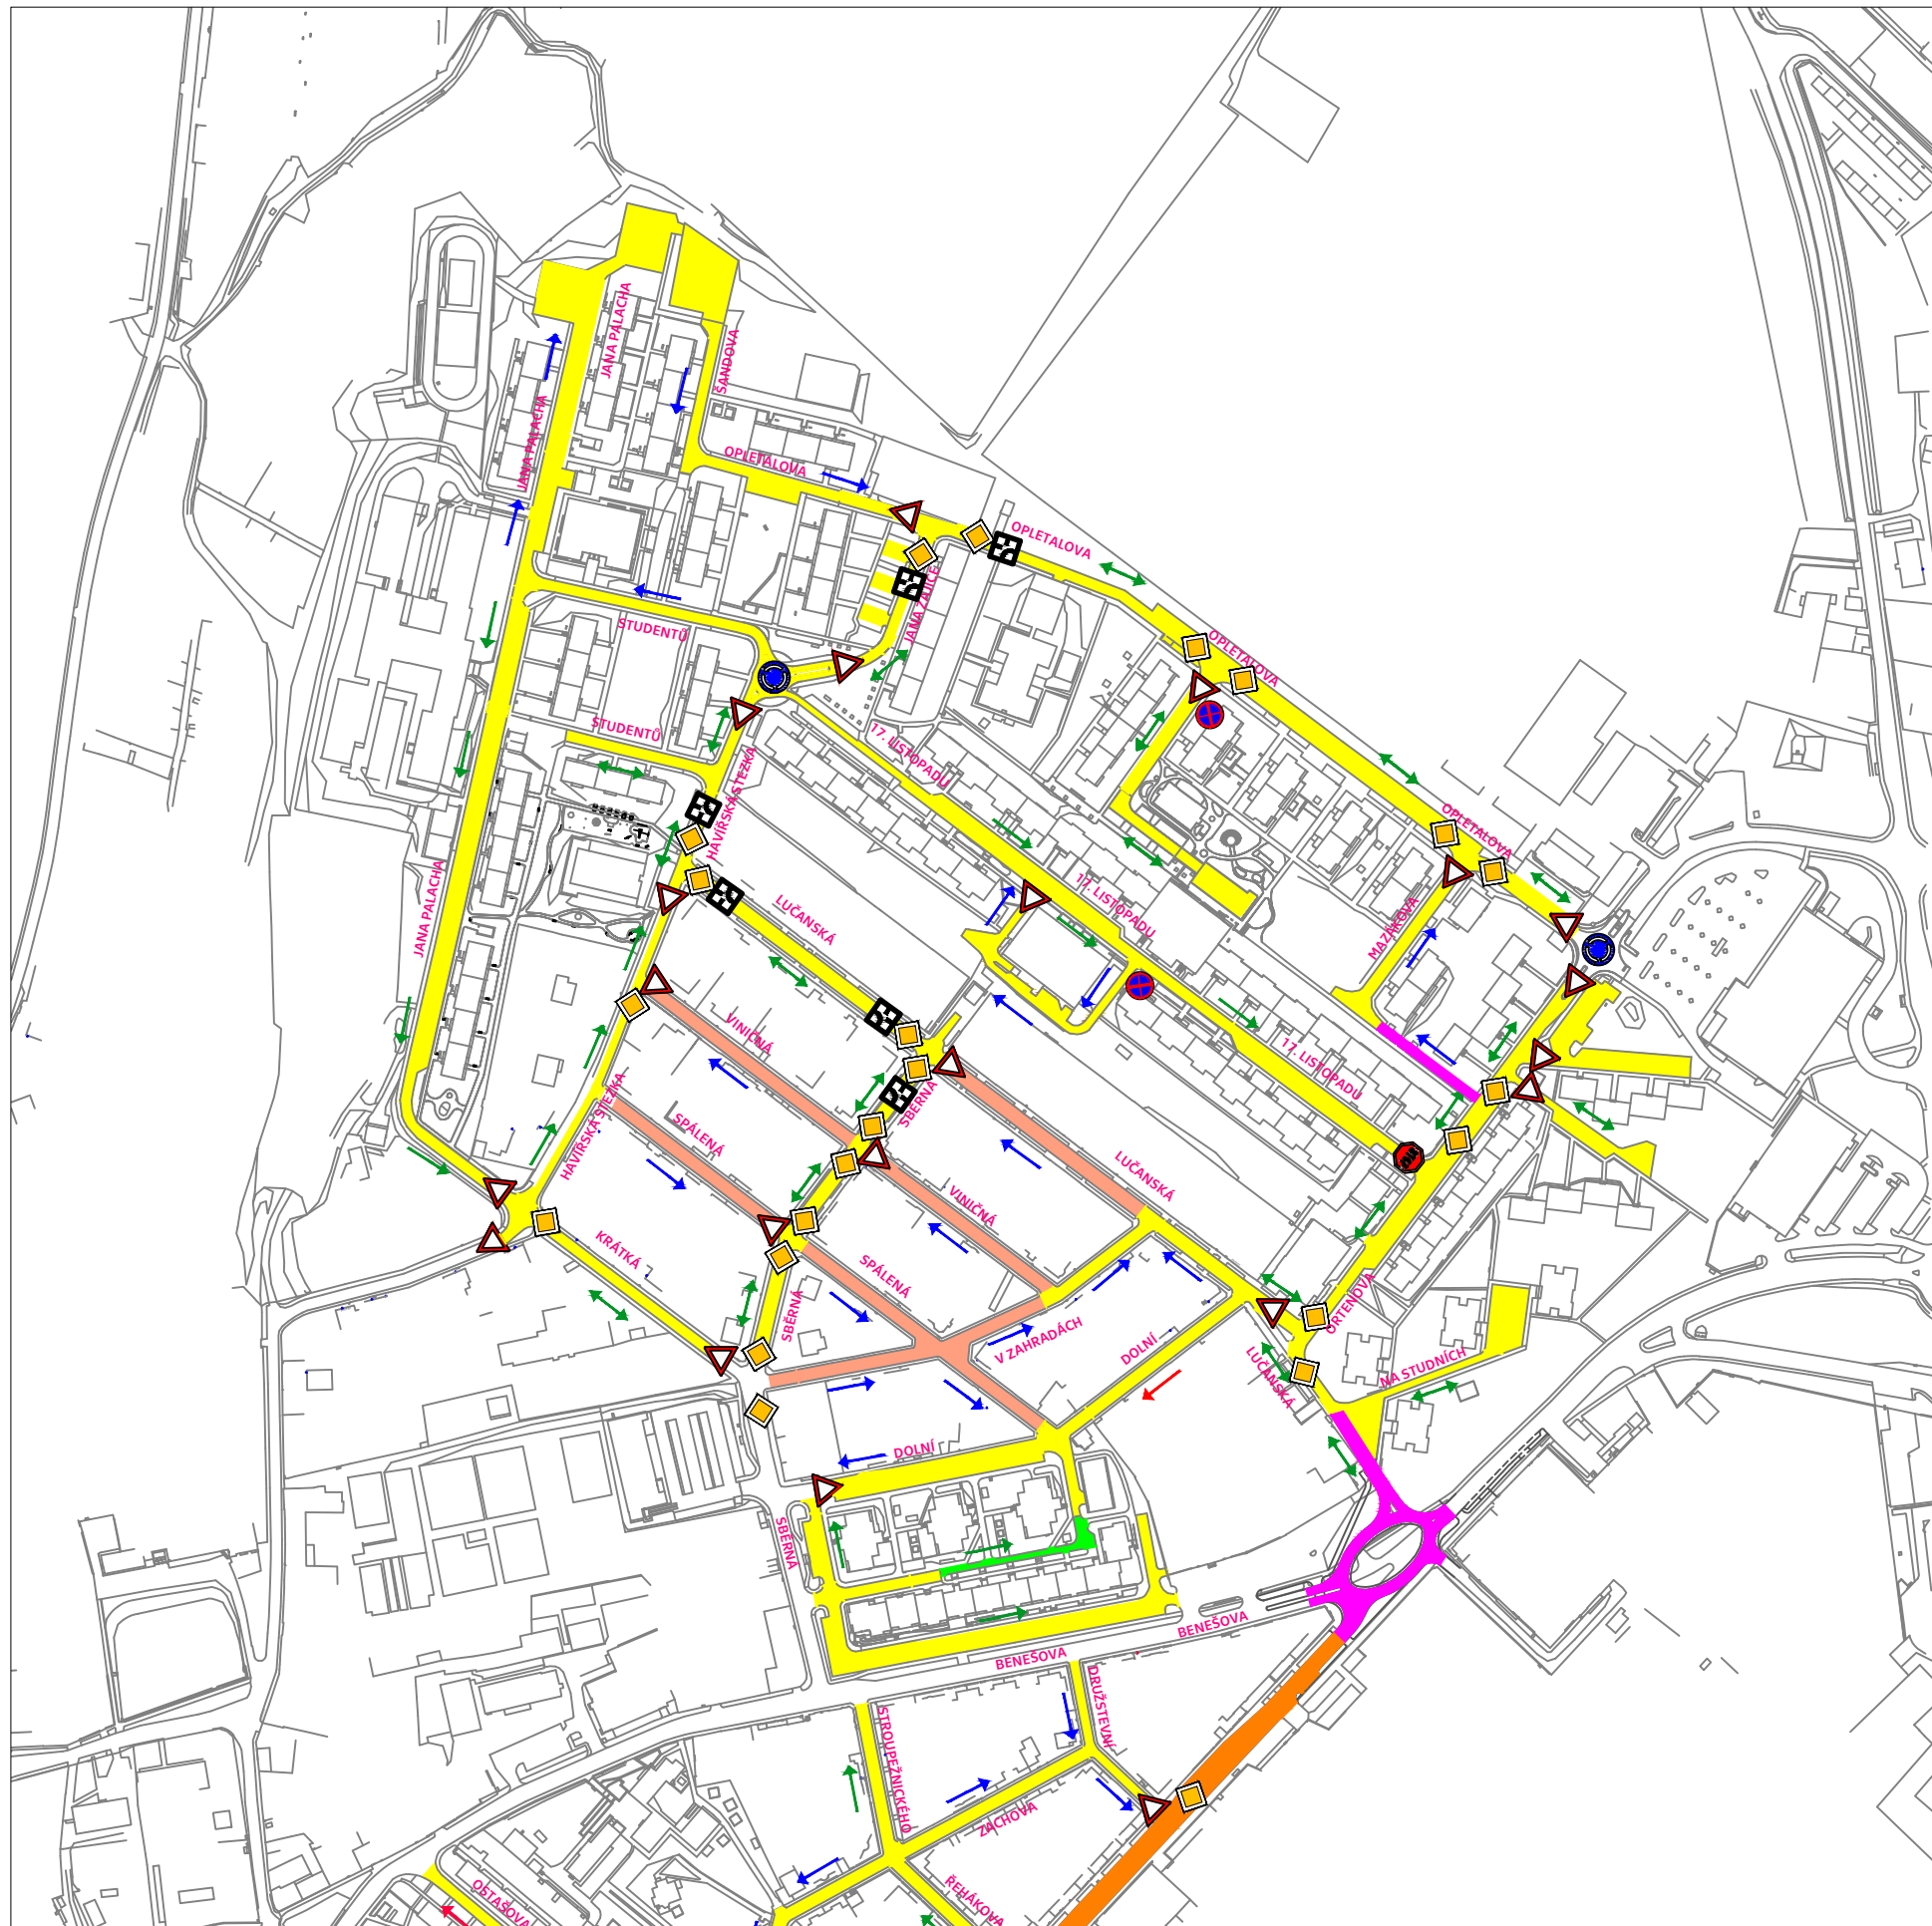 JANA PALACHA
ŠANDOVA
JANA PALACHA
OPLETALOVA
OPLETALOVA
JANA ZAJÍCE
STUDENTŮ
OPLETALOVA
STUDENTŮ
17. LISTOPADU
HAVÍŘSKÁ STEZKA
OPLETALOVA
JANA PALACHA
LUČANSKÁ
17. LISTOPADU
MAZÁKOVA
VINIČNÁ
17. LISTOPADU
SBĚRNÁ
SPÁLENÁ
HAVÍŘSKÁ STEZKA
LUČANSKÁ
VINIČNÁ
KRÁTKÁ
SPÁLENÁ
SBĚRNÁ
ORTENOVA
V ZAHRADÁCH
DOLNÍ
LUČANSKÁ
NA STUDNÍCH
DOLNÍ
SBĚRNÁ
BENEŠOVA
BENEŠOVA
DRUŽSTEVNÍ
STROUPEŽNICKÉHO
ZACHOVA
OSTAŠOVA
ŘEHÁKOVA